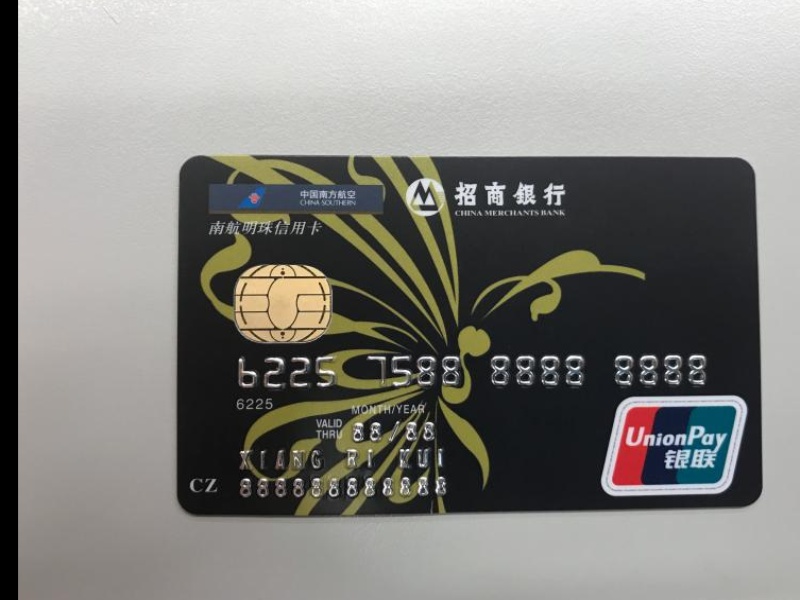 中国南方航空
CHINA SOUTHERN
招商银行
CHINA MERCHANTS BANK
南航明珠信用卡
6225 7588 8888 8888
6225
MONTH/YEAR
VALID THRU 88/88
XIANG RI KUI
CZ 888888888888
UnionPay
银联